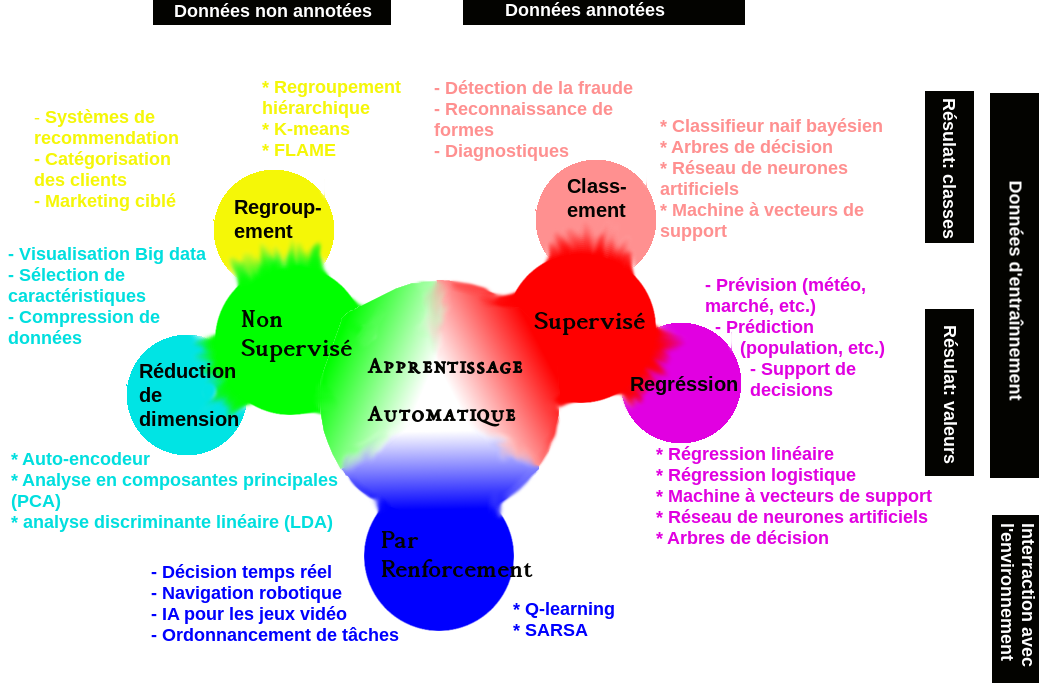 Données non annotées
Données annotées
* Regroupement
hiérarchique
* K-means
* FLAME
- Détection de la fraude
- Reconnaissance de
formes
- Diagnostiques
- Systèmes de
recommendation
- Catégorisation
des clients
- Marketing ciblé
* Classifieur naif bayésien
* Arbres de décision
* Réseau de neurones
artificiels
* Machine à vecteurs de
support
Regroup-
ement
Class-
ement
- Visualisation Big data
- Sélection de
caractéristiques
- Compression de
données
- Prévision (météo,
marché, etc.)
- Prédiction
(population, etc.)
- Support de
decisions
Non
Supervisé
Supervisé
Apprentissage
Automatique
Réduction
de
dimension
Regréssion
* Auto-encodeur
* Analyse en composantes principales
(PCA)
* analyse discriminante linéaire (LDA)
* Régression linéaire
* Régression logistique
* Machine à vecteurs de support
* Réseau de neurones artificiels
* Arbres de décision
Par
Renforcement
- Décision temps réel
- Navigation robotique
- IA pour les jeux vidéo
- Ordonnancement de tâches
* Q-learning
* SARSA
Résulat: classes
Résulat: valeurs
Données d'entraînnement
Interraction avec
l'environnement